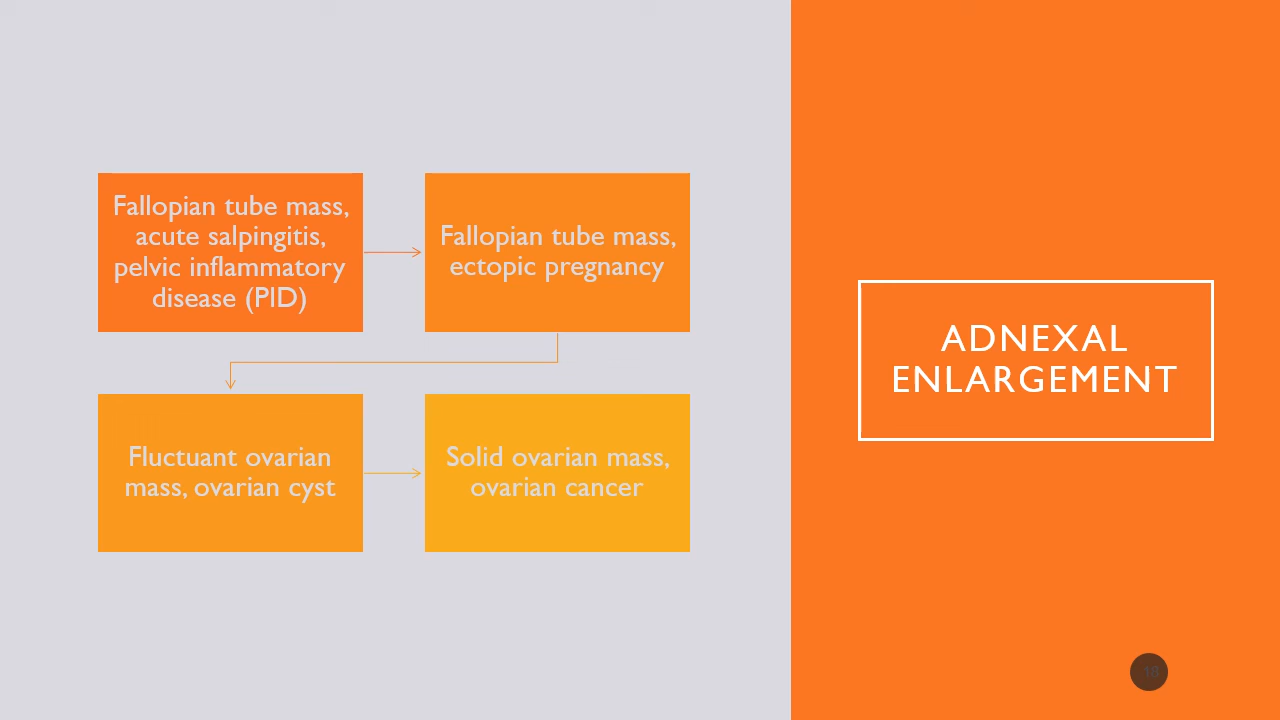 Fallopian tube mass,
acute salpingitis,
pelvic inflammatory
disease (PID)
Fallopian tube mass,
ectopic pregnancy
Fluctuant ovarian
mass, ovarian cyst
Solid ovarian mass,
ovarian cancer
ADNEXAL
ENLARGEMENT
18